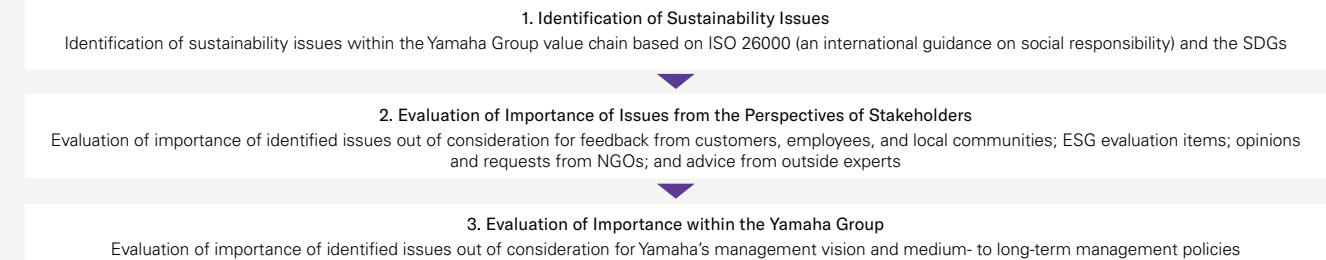 1. Identification of Sustainability Issues
Identification of sustainability issues within the Yamaha Group value chain based on ISO 26000 (an international guidance on social responsibility) and the SDGs
2. Evaluation of Importance of Issues from the Perspectives of Stakeholders
Evaluation of importance of identified issues out of consideration for feedback from customers, employees, and local communities; ESG evaluation items; opinions
and requests from NGOs; and advice from outside experts
3. Evaluation of Importance within the Yamaha Group
Evaluation of importance of identified issues out of consideration for Yamaha's management vision and medium- to long-term management policies